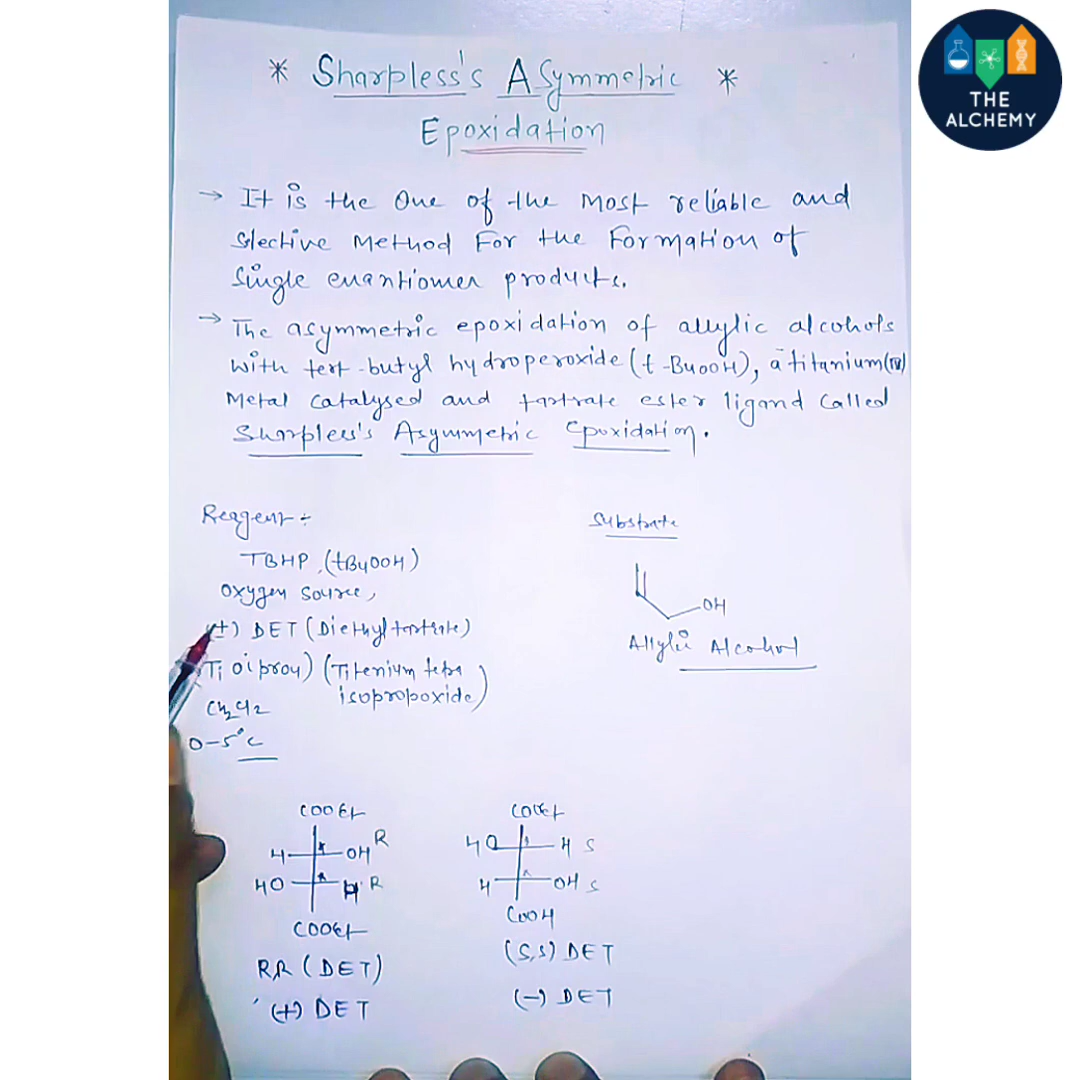 * Sharpless's Asymmetric *
Epoxidation
THE
ALCHEMY
→ It is the One of the Most reliable and
Selective Method For the Formation of
Single enantiomer products.
→ The asymmetric epoxidation of allylic alcohols
with tert-butyl hydroperoxide (t-BuOOH), a titanium(IV)
Metal Catalysed and tartrate ester ligand Called
Sharpless's Asymmetric Epoxidation.
Reagent :-
TBHP, (tBuOOH)
Oxygen Source,
(+) DET (Diethyl tartrate)
Ti oiproy) (Titenium tetra
isopropoxide)
CH2Cl2
0-5°C
Substrate
OH
Allylic Alcohol
COOEt
H OH R
HO H R
COOEt
RR (DET)
(+) DET
COOEt
HO H S
H OH S
COOH
(S,S) DET
(-) DET